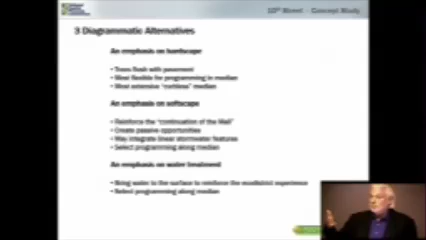 10th Street - Concept Study
3 Diagrammatic Alternatives
An emphasis on hardscape
• Trees flush with pavement
• Most flexible for programming in median
• Most extensive "curbless" median
An emphasis on softscape
• Reinforce the "continuation of the Mall"
• Create passive opportunities
• May integrate linear stormwater features
• Select programming along median
An emphasis on water treatment
• Bring water to the surface to reinforce the ecodistrict experience
• Select programming along median